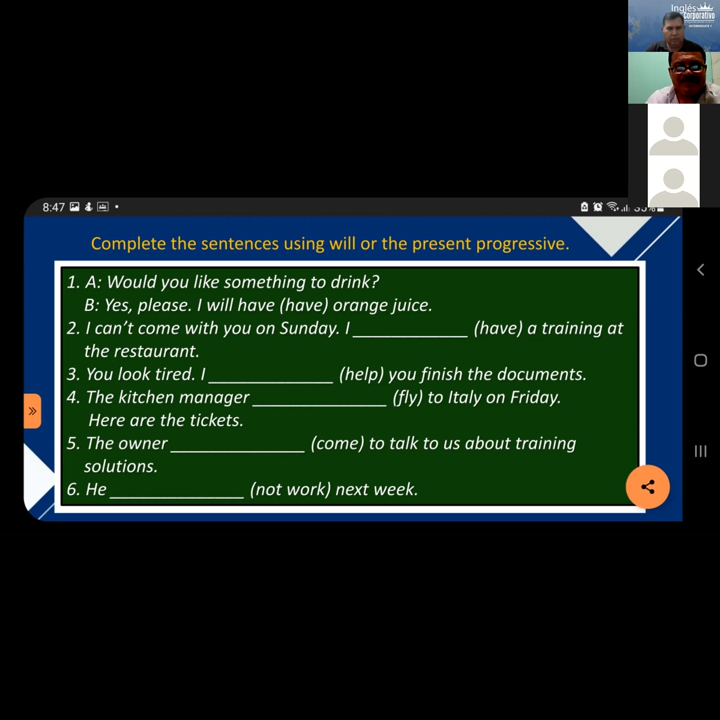 Inglés
corporativo
8:47
Complete the sentences using will or the present progressive.
1. A: Would you like something to drink?
B: Yes, please. I will have (have) orange juice.
2. I can't come with you on Sunday. I ____________ (have) a training at
the restaurant.
3. You look tired. I _____________ (help) you finish the documents.
4. The kitchen manager ______________ (fly) to Italy on Friday.
Here are the tickets.
5. The owner ______________ (come) to talk to us about training
solutions.
6. He ______________ (not work) next week.